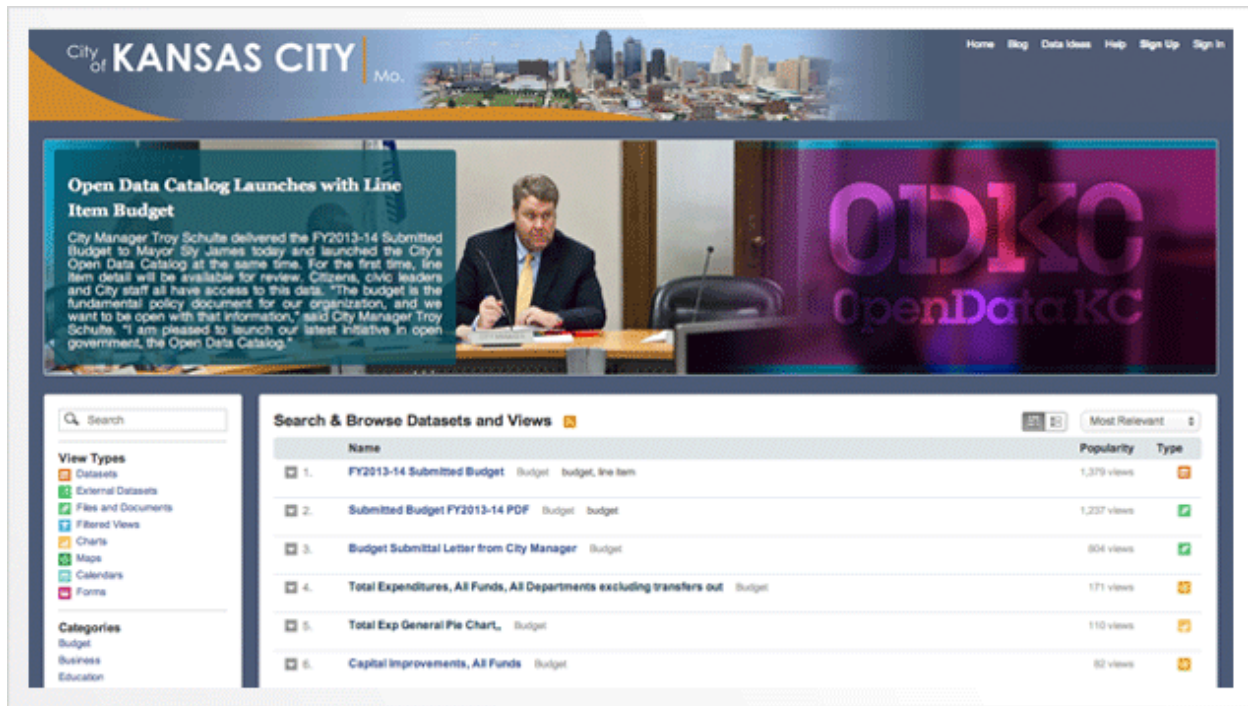 City of KANSAS CITY Mo.
Home Blog Data Ideas Help Sign Up Sign In
Open Data Catalog Launches with Line
Item Budget
City Manager Troy Schulte delivered the FY2013-14 Submitted
Budget to Mayor Sly James today and launched the City's
Open Data Catalog at the same time. For the first time, line
item detail will be available for review. Citizens, civic leaders
and City staff all have access to this data. "The budget is the
fundamental policy document for our organization, and we
want to be open with that information," said City Manager Troy
Schulte. "I am pleased to launch our latest initiative in open
government, the Open Data Catalog."
ODKC
OpenData KC
Search
View Types
Datasets
External Datasets
Files and Documents
Filtered Views
Charts
Maps
Calendars
Forms
Categories
Budget
Business
Education
Search & Browse Datasets and Views
Most Relevant
Name Popularity Type
1. FY2013-14 Submitted Budget Budget budget, line item 1,379 views
2. Submitted Budget FY2013-14 PDF Budget budget 1,237 views
3. Budget Submittal Letter from City Manager Budget 804 views
4. Total Expenditures, All Funds, All Departments excluding transfers out Budget 171 views
5. Total Exp General Pie Chart,, Budget 110 views
6. Capital Improvements, All Funds Budget 82 views